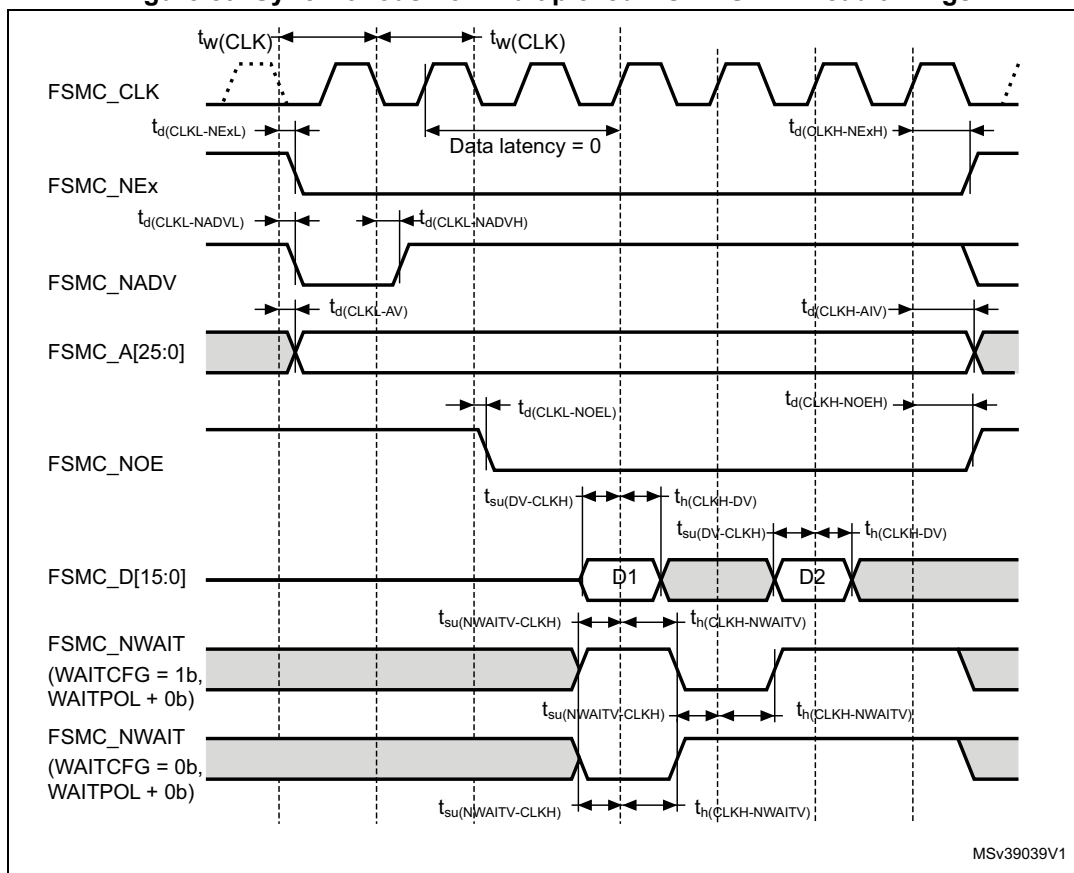 tw(CLK)
tw(CLK)
FSMC_CLK
td(CLKL-NExL)
Data latency = 0
td(CLKH-NExH)
FSMC_NEx
td(CLKL-NADVL)
td(CLKL-NADVH)
FSMC_NADV
td(CLKL-AV)
td(CLKH-AIV)
FSMC_A[25:0]
td(CLKL-NOEL)
td(CLKH-NOEH)
FSMC_NOE
tsu(DV-CLKH)
th(CLKH-DV)
tsu(DV-CLKH)
th(CLKH-DV)
FSMC_D[15:0]
D1
D2
tsu(NWAITV-CLKH)
th(CLKH-NWAITV)
FSMC_NWAIT
(WAITCFG = 1b,
WAITPOL + 0b)
tsu(NWAITV-CLKH)
th(CLKH-NWAITV)
FSMC_NWAIT
(WAITCFG = 0b,
WAITPOL + 0b)
tsu(NWAITV-CLKH)
th(CLKH-NWAITV)
MSv39039V1